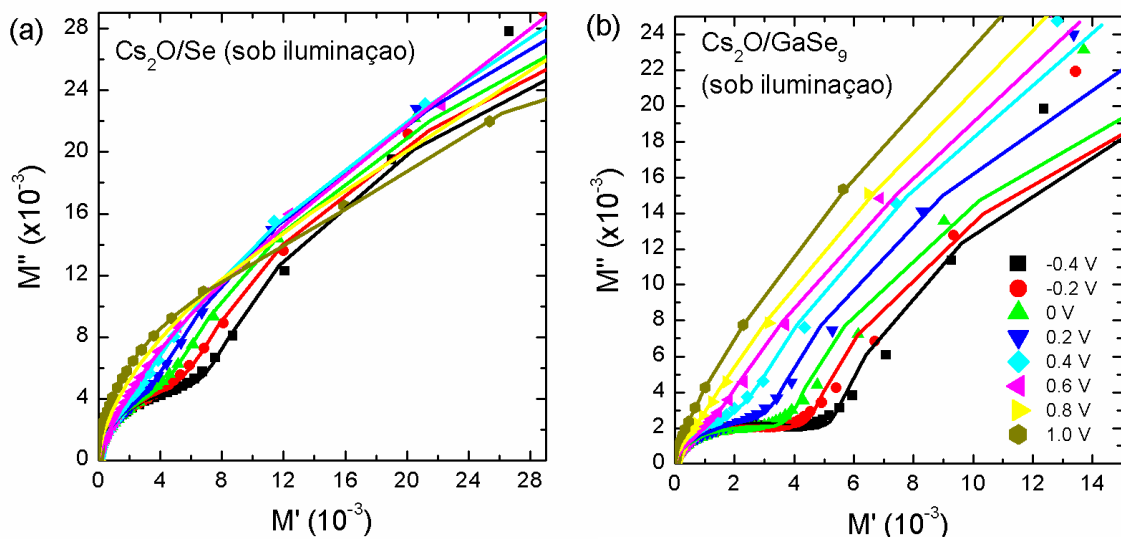 (a)
Cs₂O/Se (sob iluminaçao)
M'' (x10⁻³)
28
24
20
16
12
8
4
0
0 4 8 12 16 20 24 28
M' (10⁻³)
(b)
Cs₂O/GaSe₉
(sob iluminaçao)
M'' (x10⁻³)
24
22
20
18
16
14
12
10
8
6
4
2
0
0 2 4 6 8 10 12 14
M' (10⁻³)
-0.4 V
-0.2 V
0 V
0.2 V
0.4 V
0.6 V
0.8 V
1.0 V